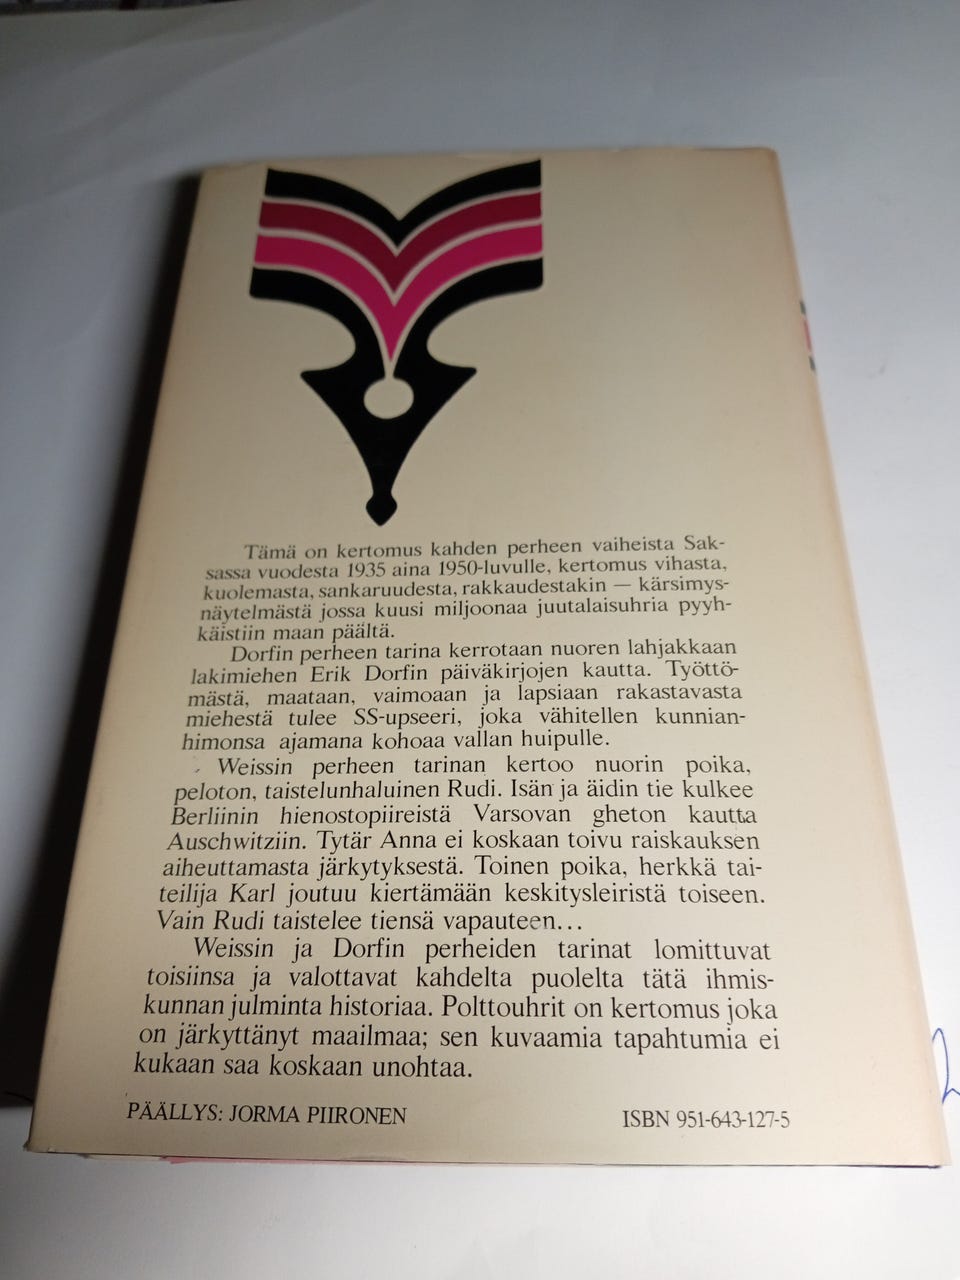 Tämä on kertomus kahden perheen vaiheista Sak-
sassa vuodesta 1935 aina 1950-luvulle, kertomus vihasta,
kuolemasta, sankaruudesta, rakkaudestakin — kärsimys-
näytelmästä jossa kuusi miljoonaa juutalaisuhria pyyh-
käistiin maan päältä.
Dorfin perheen tarina kerrotaan nuoren lahjakkaan
lakimiehen Erik Dorfin päiväkirjojen kautta. Työttö-
mästä, maataan, vaimoaan ja lapsiaan rakastavasta
miehestä tulee SS-upseeri, joka vähitellen kunnian-
himonsa ajamana kohoaa vallan huipulle.
Weissin perheen tarinan kertoo nuorin poika,
peloton, taistelunhaluinen Rudi. Isän ja äidin tie kulkee
Berliinin hienostopiireistä Varsovan gheton kautta
Auschwitziin. Tytär Anna ei koskaan toivu raiskauksen
aiheuttamasta järkytyksestä. Toinen poika, herkkä tai-
teilija Karl joutuu kiertämään keskitysleiristä toiseen.
Vain Rudi taistelee tiensä vapauteen...
Weissin ja Dorfin perheiden tarinat lomittuvat
toisiinsa ja valottavat kahdelta puolelta tätä ihmis-
kunnan julminta historiaa. Polttouhrit on kertomus joka
on järkyttänyt maailmaa; sen kuvaamia tapahtumia ei
kukaan saa koskaan unohtaa.
PÄÄLLYS: JORMA PIIRONEN
ISBN 951-643-127-5